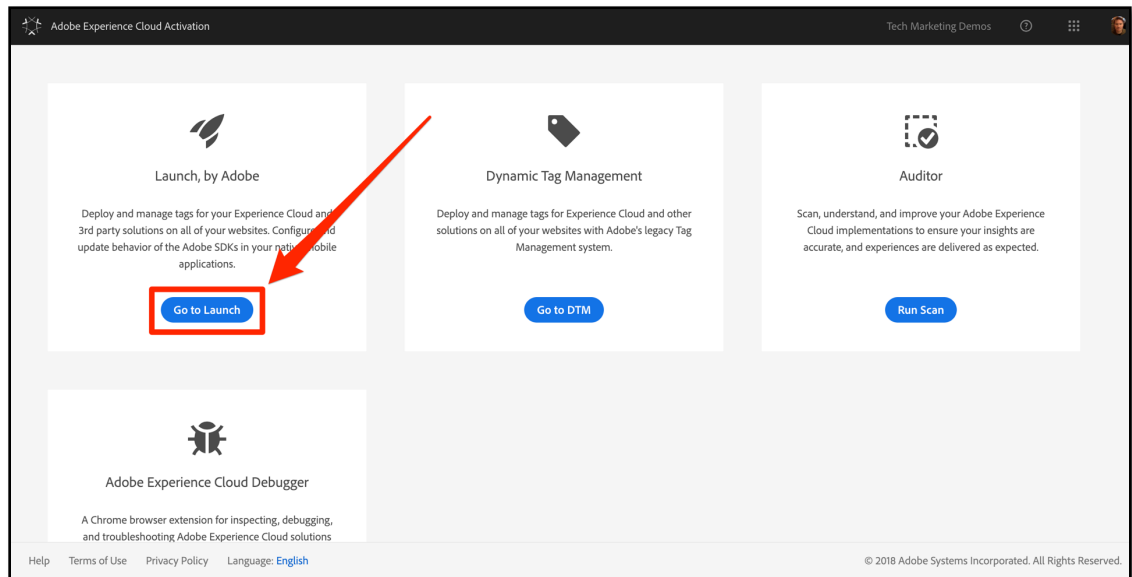 Adobe Experience Cloud Activation
Tech Marketing Demos
Launch, by Adobe
Deploy and manage tags for your Experience Cloud and
3rd party solutions on all of your websites. Configure and
update behavior of the Adobe SDKs in your native mobile
applications.
Go to Launch
Dynamic Tag Management
Deploy and manage tags for Experience Cloud and other
solutions on all of your websites with Adobe's legacy Tag
Management system.
Go to DTM
Auditor
Scan, understand, and improve your Adobe Experience
Cloud implementations to ensure your insights are
accurate, and experiences are delivered as expected.
Run Scan
Adobe Experience Cloud Debugger
A Chrome browser extension for inspecting, debugging,
and troubleshooting Adobe Experience Cloud solutions
Help Terms of Use Privacy Policy Language: English
© 2018 Adobe Systems Incorporated. All Rights Reserved.